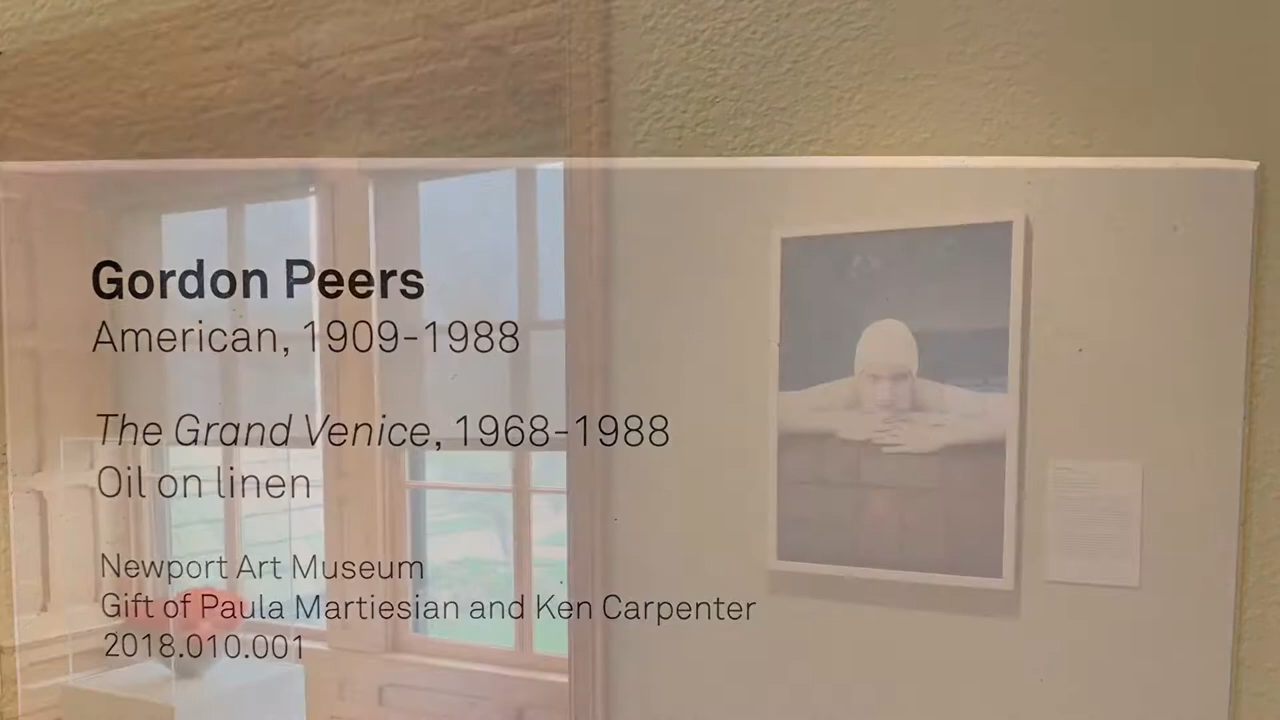 Gordon Peers
American, 1909-1988
The Grand Venice, 1968-1988
Oil on linen
Newport Art Museum
Gift of Paula Martiesian and Ken Carpenter
2018.010.001